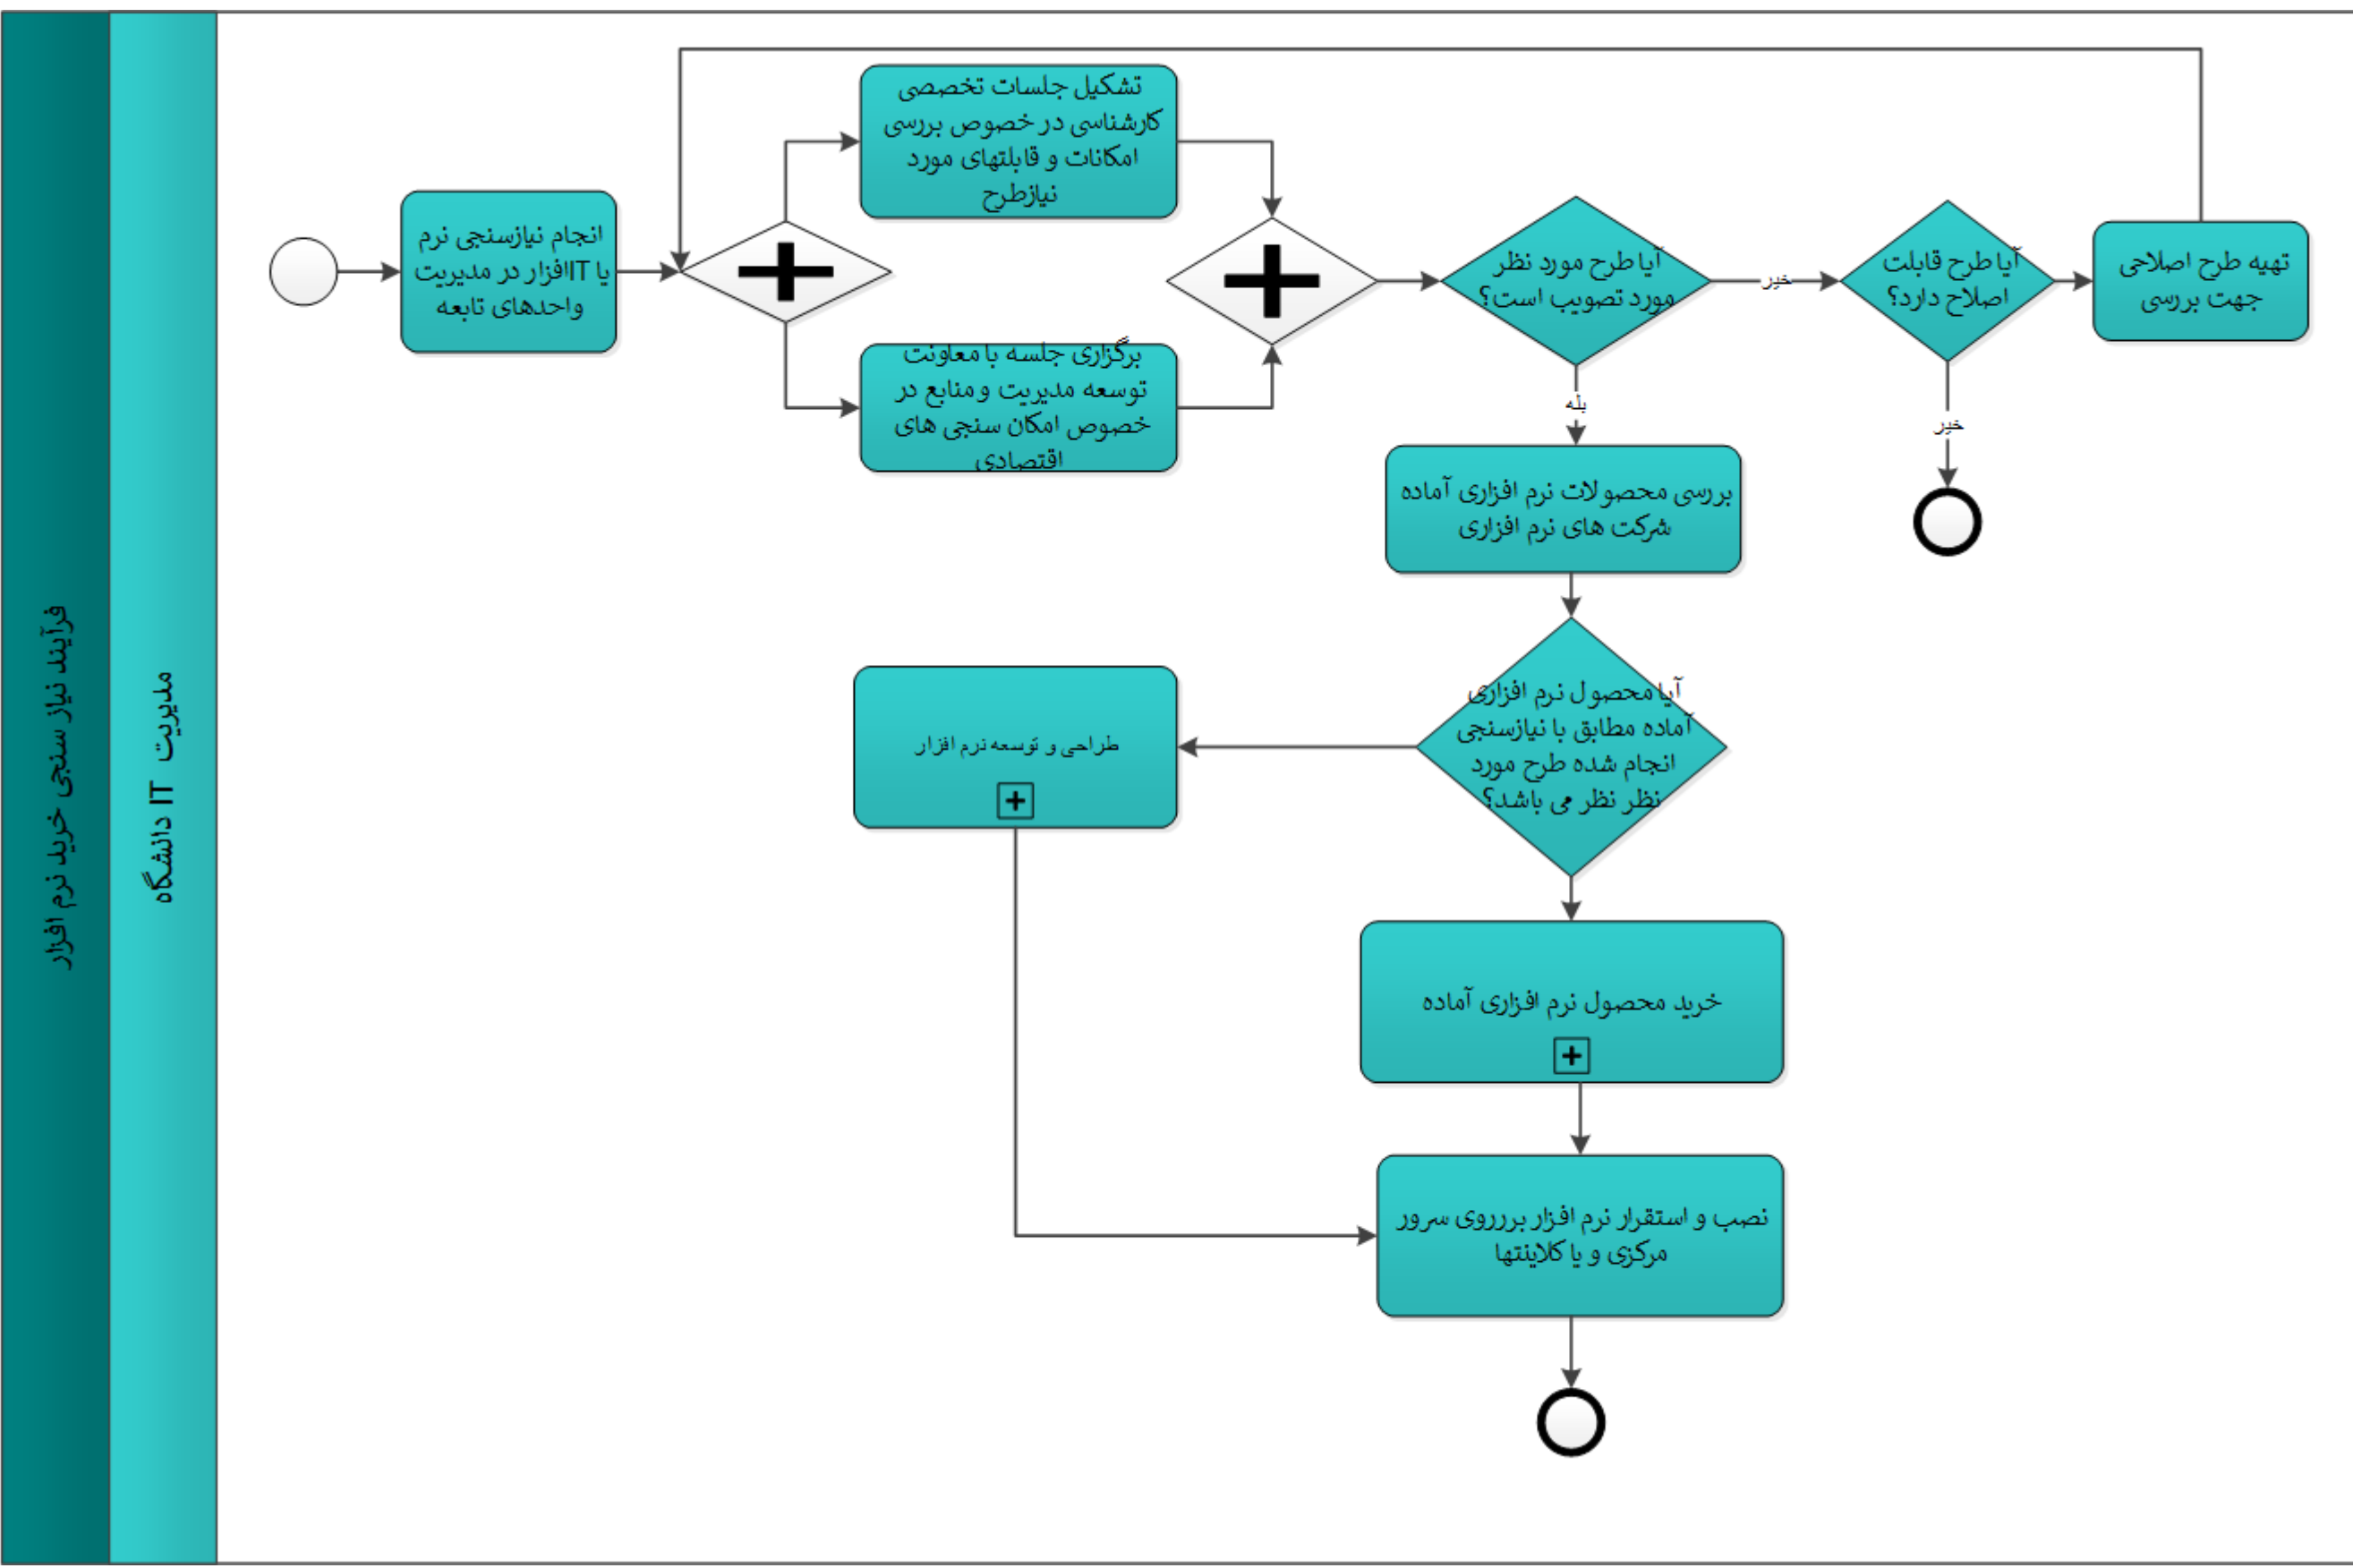 فرآیند نیاز سنجی خرید نرم افزار
مدیریت IT دانشگاه
انجام نیازسنجی نرم
افزار در مدیریت IT یا
واحدهای تابعه
تشکیل جلسات تخصصی
کارشناسی در خصوص بررسی
امکانات و قابلتهای مورد
نیازطرح
برگزاری جلسه با معاونت
توسعه مدیریت و منابع در
خصوص امکان سنجی های
اقتصادی
آیا طرح مورد نظر
مورد تصویب است؟
خیر
بله
آیا طرح قابلت
اصلاح دارد؟
خیر
تهیه طرح اصلاحی
جهت بررسی
بررسی محصولات نرم افزاری آماده
شرکت های نرم افزاری
آیا محصول نرم افزاری
آماده مطابق با نیازسنجی
انجام شده طرح مورد
نظر نظر می باشد؟
طراحی و توسعه نرم افزار
خرید محصول نرم افزاری آماده
نصب و استقرار نرم افزار برروی سرور
مرکزی و یا کلاینتها